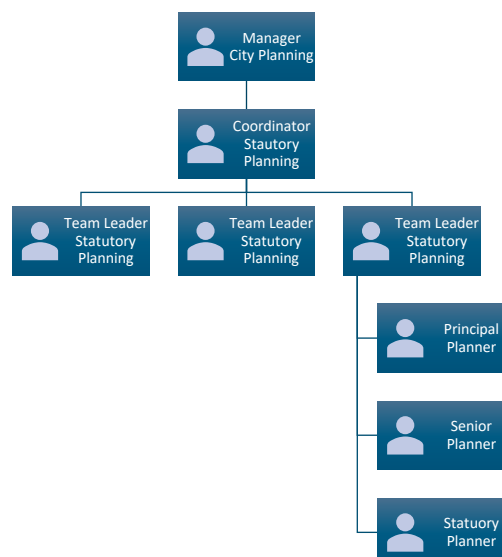 Manager
City Planning
Coordinator
Stautory
Planning
Team Leader
Statutory
Planning
Team Leader
Statutory
Planning
Team Leader
Statutory
Planning
Principal
Planner
Senior
Planner
Statuory
Planner